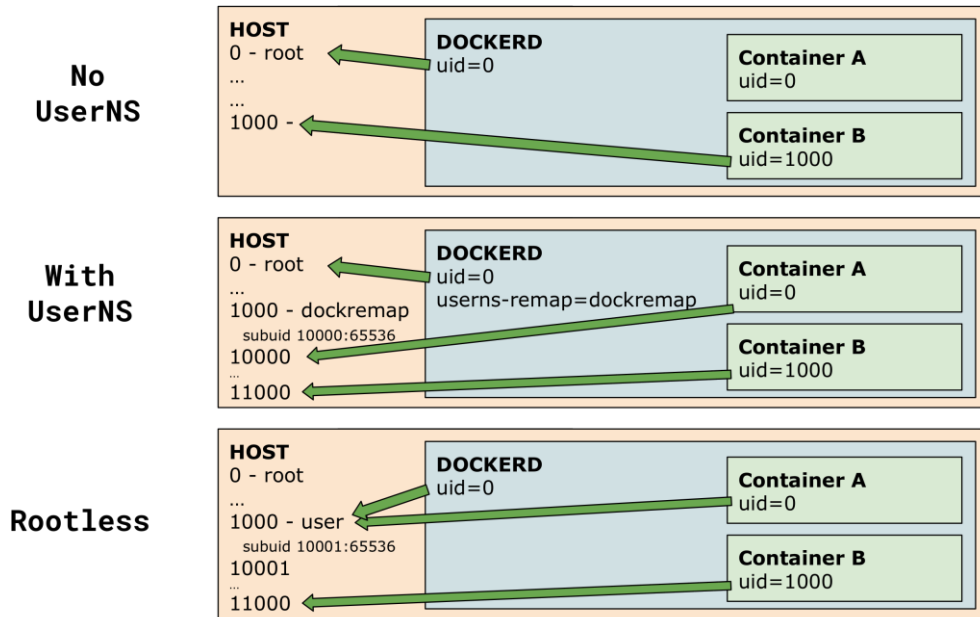 No
UserNS
HOST
0 - root
...
...
1000 -
DOCKERD
uid=0
Container A
uid=0
Container B
uid=1000
With
UserNS
HOST
0 - root
...
1000 - dockremap
subuid 10000:65536
10000
...
11000
DOCKERD
uid=0
userns-remap=dockremap
Container A
uid=0
Container B
uid=1000
Rootless
HOST
0 - root
...
1000 - user
subuid 10001:65536
10001
...
11000
DOCKERD
uid=0
Container A
uid=0
Container B
uid=1000